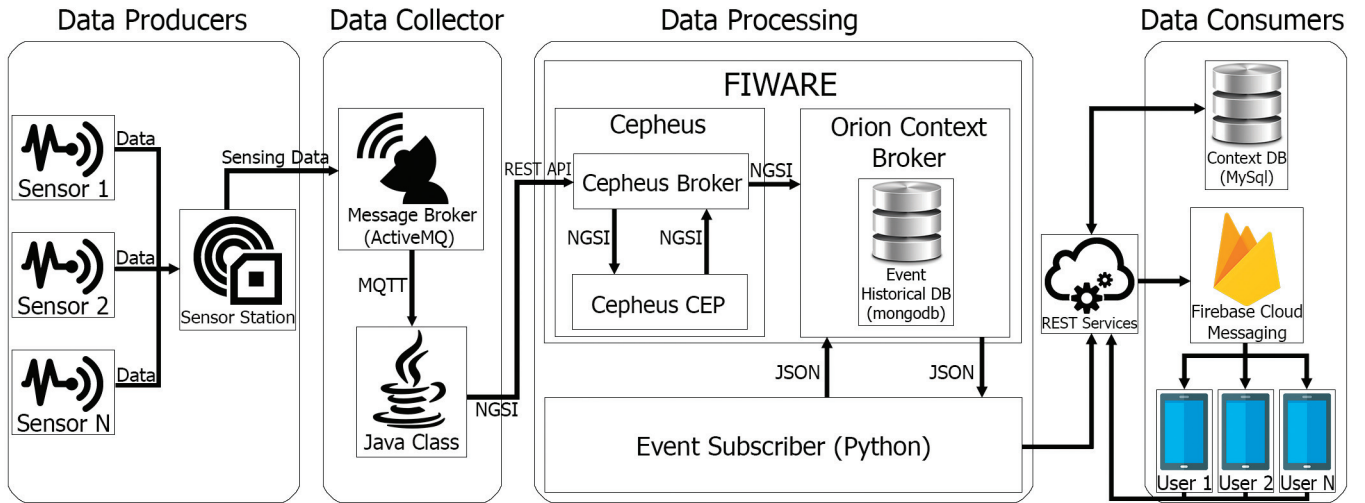 Data Producers
Data Collector
Data Processing
Data Consumers
Data
Sensor 1
Data
Sensor 2
Data
Sensor N
Sensor Station
Sensing Data
Message Broker
(ActiveMQ)
MQTT
Java Class
REST API
NGSI
FIWARE
Cepheus
Cepheus Broker
NGSI
NGSI
Cepheus CEP
NGSI
Orion Context
Broker
Event
Historical DB
(mongodb)
JSON
JSON
Event Subscriber (Python)
REST Services
Context DB
(MySql)
Firebase Cloud
Messaging
User 1
User 2
User N